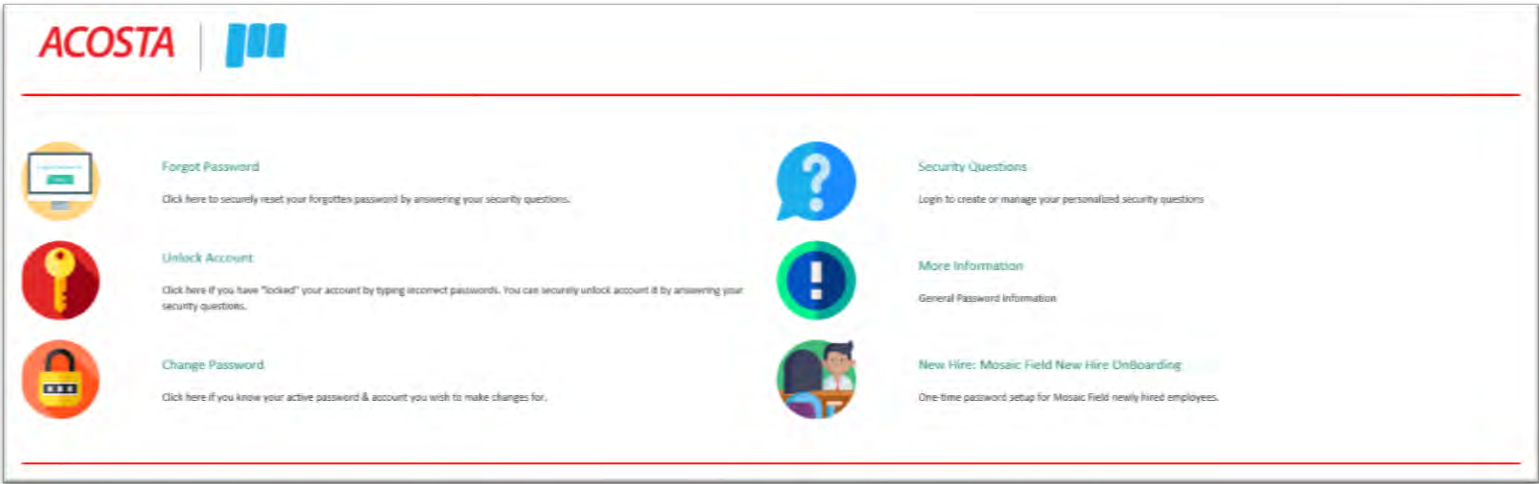 ACOSTA
Forgot Password
Click here to securely reset your forgotten password by answering your security questions.
Unlock Account
Click here if you have "locked" your account by typing incorrect passwords. You can securely unlock account it by answering your
security questions.
Change Password
Click here if you know your active password & account you wish to make changes for.
Security Questions
Login to create or manage your personalized security questions
More Information
General Password Information
New Hire: Mosaic Field New Hire OnBoarding
One-time password setup for Mosaic Field newly hired employees.